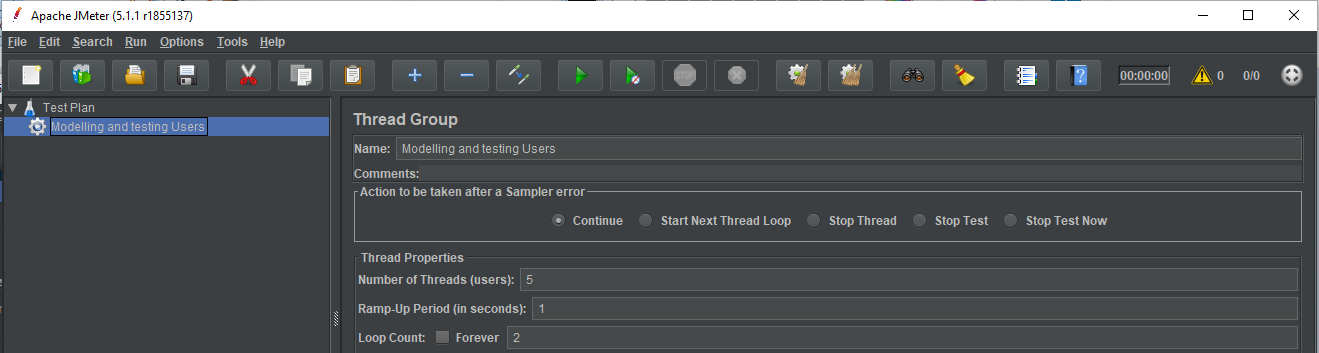 Apache JMeter (5.1.1 r1855137)
File Edit Search Run Options Tools Help
STOP 00:00:00 0 0/0
Test Plan
Modelling and testing Users
Thread Group
Name: Modelling and testing Users
Comments:
Action to be taken after a Sampler error
Continue Start Next Thread Loop Stop Thread Stop Test Stop Test Now
Thread Properties
Number of Threads (users): 5
Ramp-Up Period (in seconds): 1
Loop Count: Forever 2